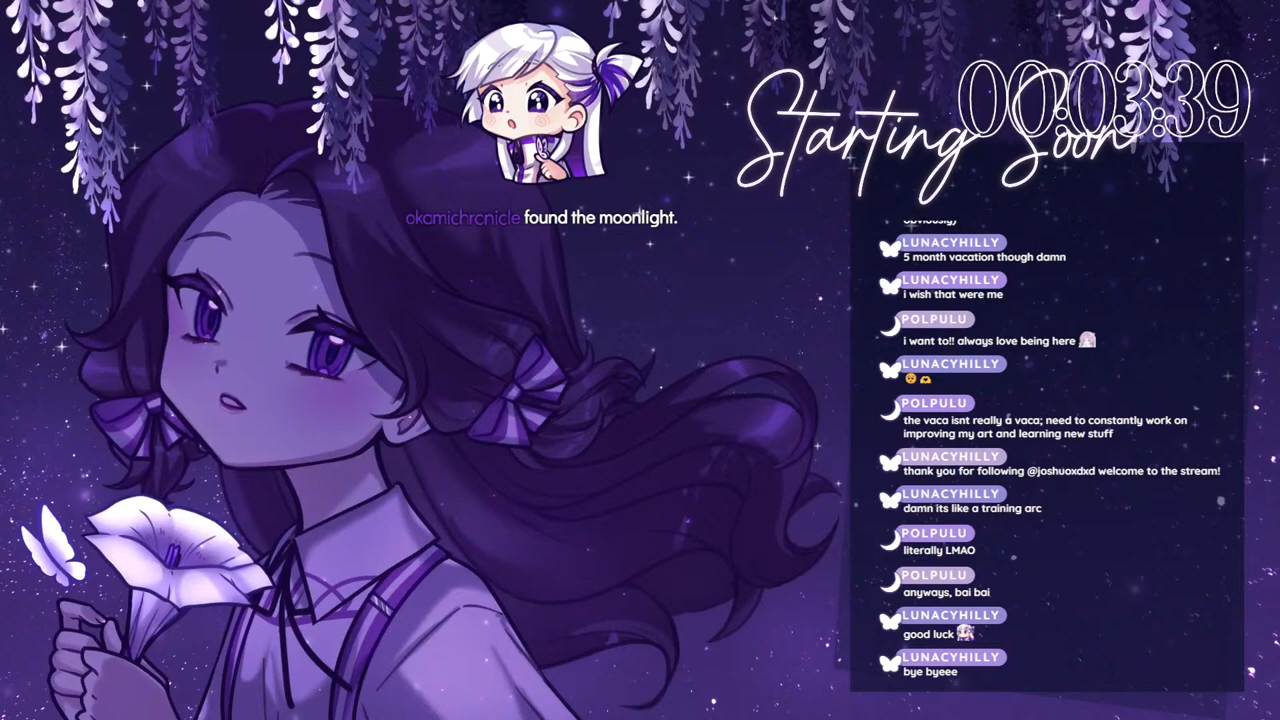 Starting Soon
00:03:39
okamichrcnicle found the moonlight.
obviously)
LUNACYHILLY
5 month vacation though damn
LUNACYHILLY
i wish that were me
POLPULU
i want to!! always love being here
LUNACYHILLY
POLPULU
the vaca isnt really a vaca; need to constantly work on
improving my art and learning new stuff
LUNACYHILLY
thank you for following @joshuoxdxd welcome to the stream!
LUNACYHILLY
damn its like a training arc
POLPULU
literally LMAO
POLPULU
anyways, bai bai
LUNACYHILLY
good luck
LUNACYHILLY
bye byeee